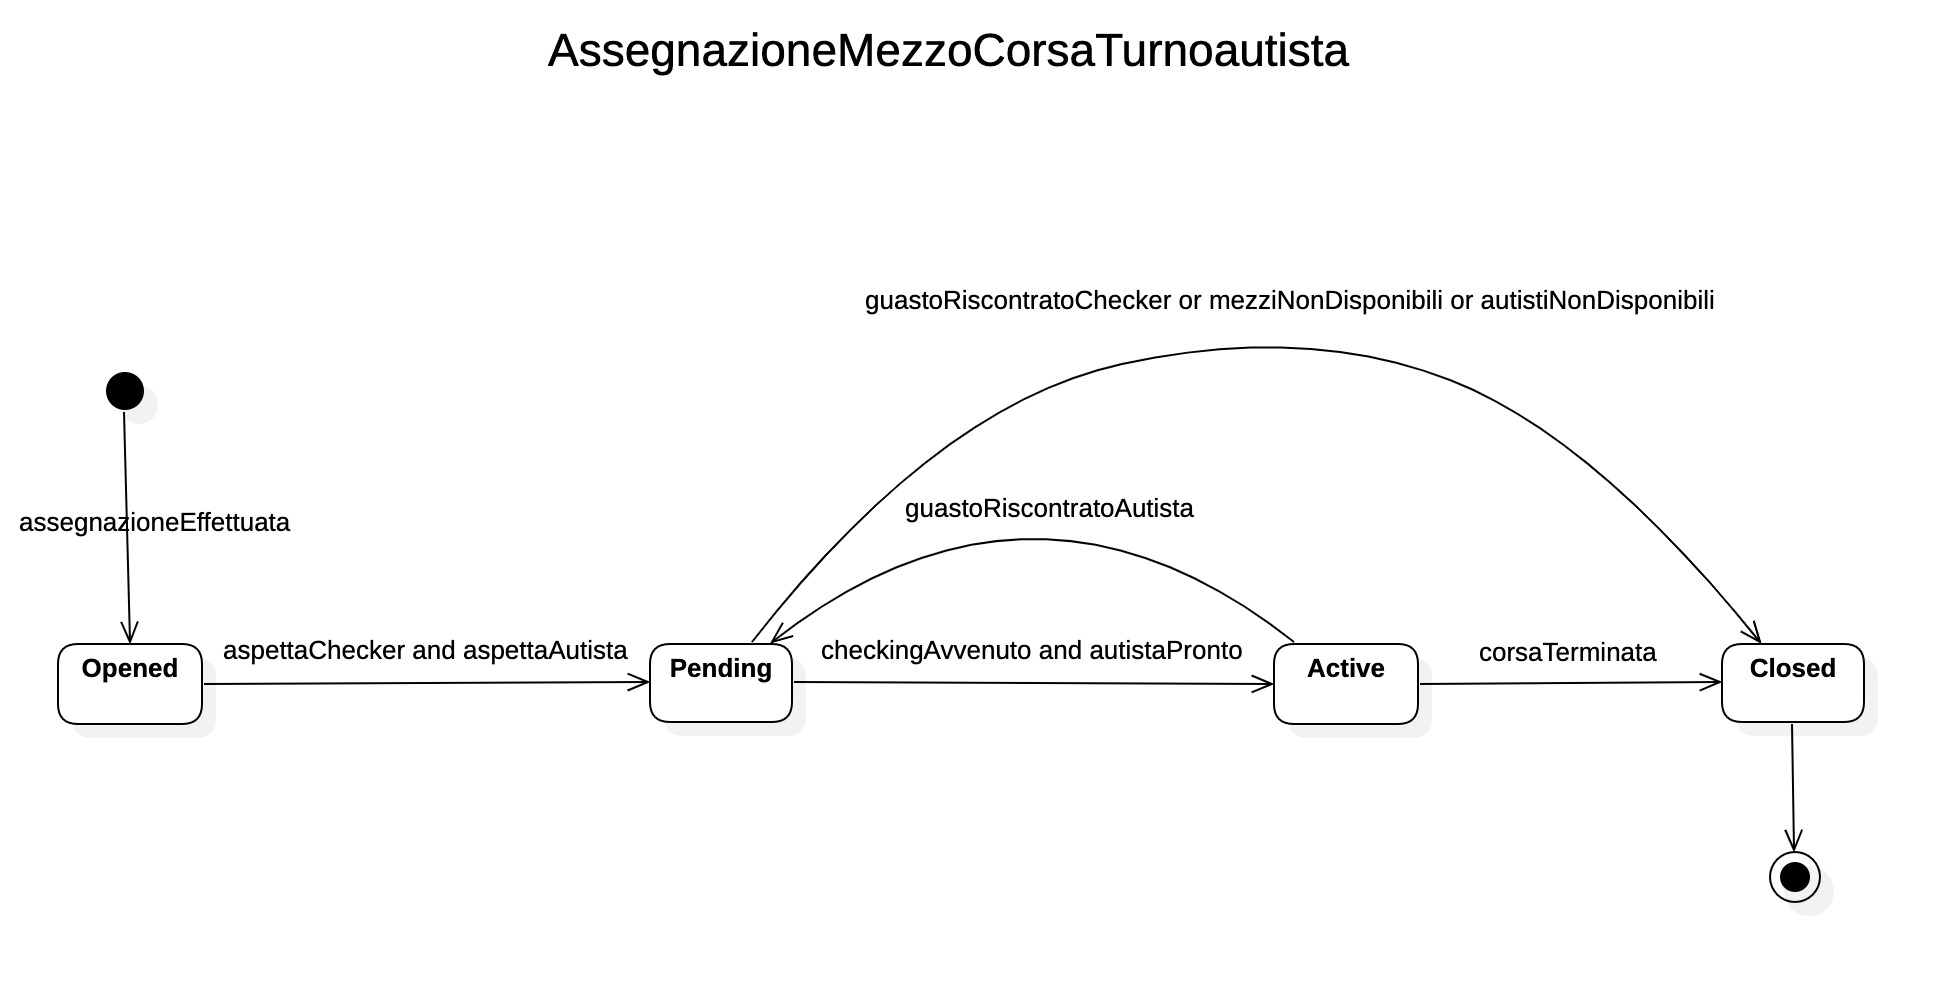 AssegnazioneMezzoCorsaTurnoautista
guastoRiscontratoChecker or mezziNonDisponibili or autistiNonDisponibili
guastoRiscontratoAutista
assegnazioneEffettuata
aspettaChecker and aspettaAutista
checkingAvvenuto and autistaPronto
corsaTerminata
Opened
Pending
Active
Closed